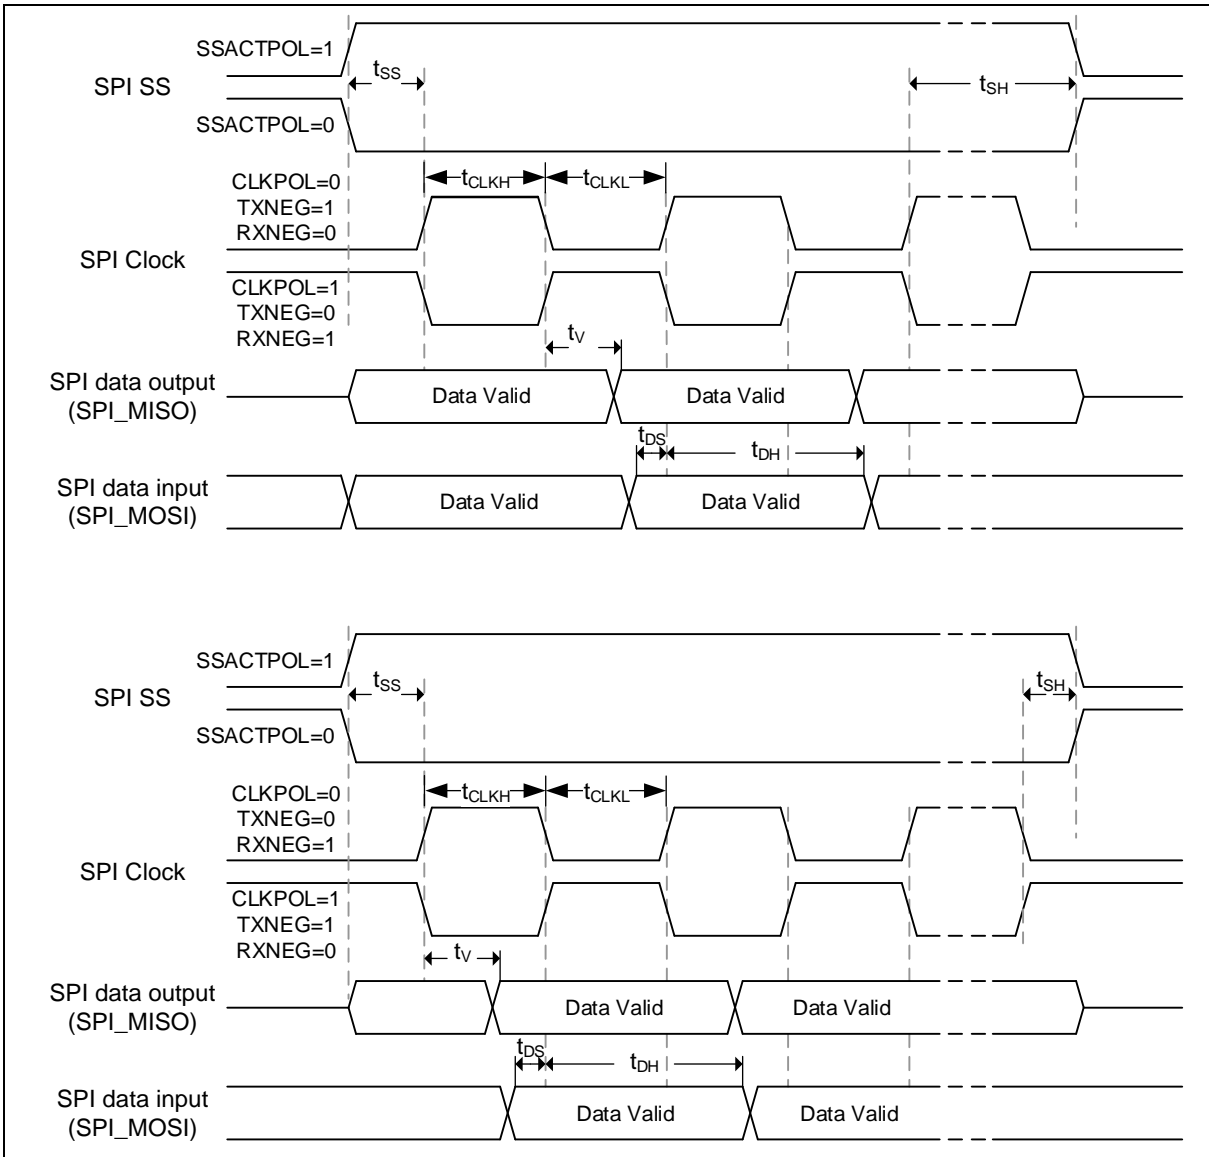 SSACTPOL=1
SPI SS
tSS
tSH
SSACTPOL=0
CLKPOL=0
TXNEG=1
RXNEG=0
tCLKH
tCLKL
SPI Clock
CLKPOL=1
TXNEG=0
RXNEG=1
tV
SPI data output
(SPI_MISO)
Data Valid
Data Valid
tDS
tDH
SPI data input
(SPI_MOSI)
Data Valid
Data Valid
SSACTPOL=1
SPI SS
tSS
tSH
SSACTPOL=0
CLKPOL=0
TXNEG=0
RXNEG=1
tCLKH
tCLKL
SPI Clock
CLKPOL=1
TXNEG=1
RXNEG=0
tV
SPI data output
(SPI_MISO)
Data Valid
Data Valid
tDS
tDH
SPI data input
(SPI_MOSI)
Data Valid
Data Valid